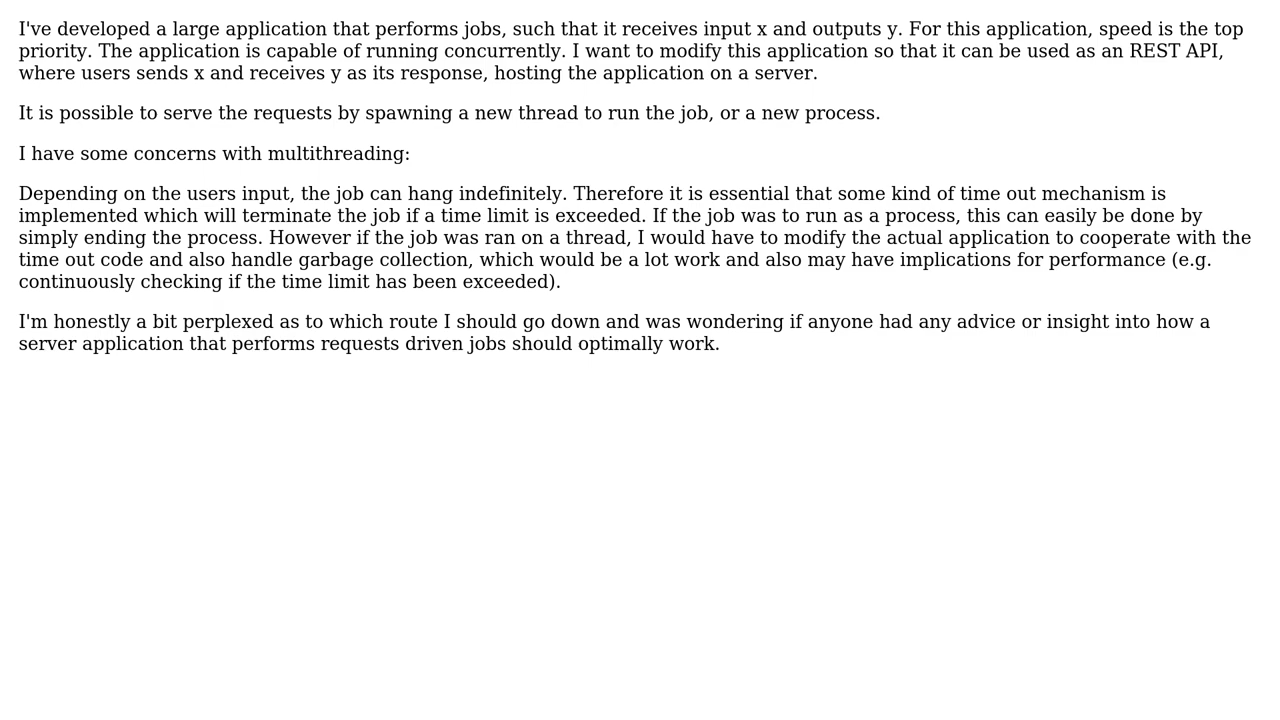 I've developed a large application that performs jobs, such that it receives input x and outputs y. For this application, speed is the top
priority. The application is capable of running concurrently. I want to modify this application so that it can be used as an REST API,
where users sends x and receives y as its response, hosting the application on a server.
It is possible to serve the requests by spawning a new thread to run the job, or a new process.
I have some concerns with multithreading:
Depending on the users input, the job can hang indefinitely. Therefore it is essential that some kind of time out mechanism is
implemented which will terminate the job if a time limit is exceeded. If the job was to run as a process, this can easily be done by
simply ending the process. However if the job was ran on a thread, I would have to modify the actual application to cooperate with the
time out code and also handle garbage collection, which would be a lot work and also may have implications for performance (e.g.
continuously checking if the time limit has been exceeded).
I'm honestly a bit perplexed as to which route I should go down and was wondering if anyone had any advice or insight into how a
server application that performs requests driven jobs should optimally work.